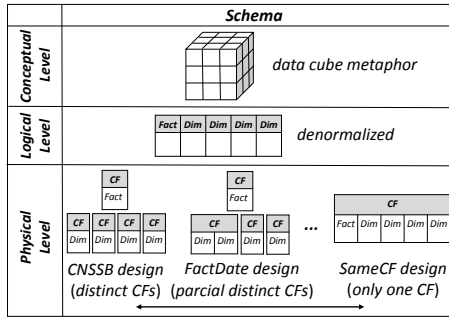 Schema
Conceptual
Level
data cube metaphor
Logical
Level
Fact Dim Dim Dim Dim
denormalized
Physical
Level
CF
Fact
CF CF CF CF
Dim Dim Dim Dim
CNSSB design
(distinct CFs)
CF
Fact
CF CF CF
Dim Dim Dim Dim
FactDate design
(parcial distinct CFs)
...
CF
Fact Dim Dim Dim Dim
SameCF design
(only one CF)